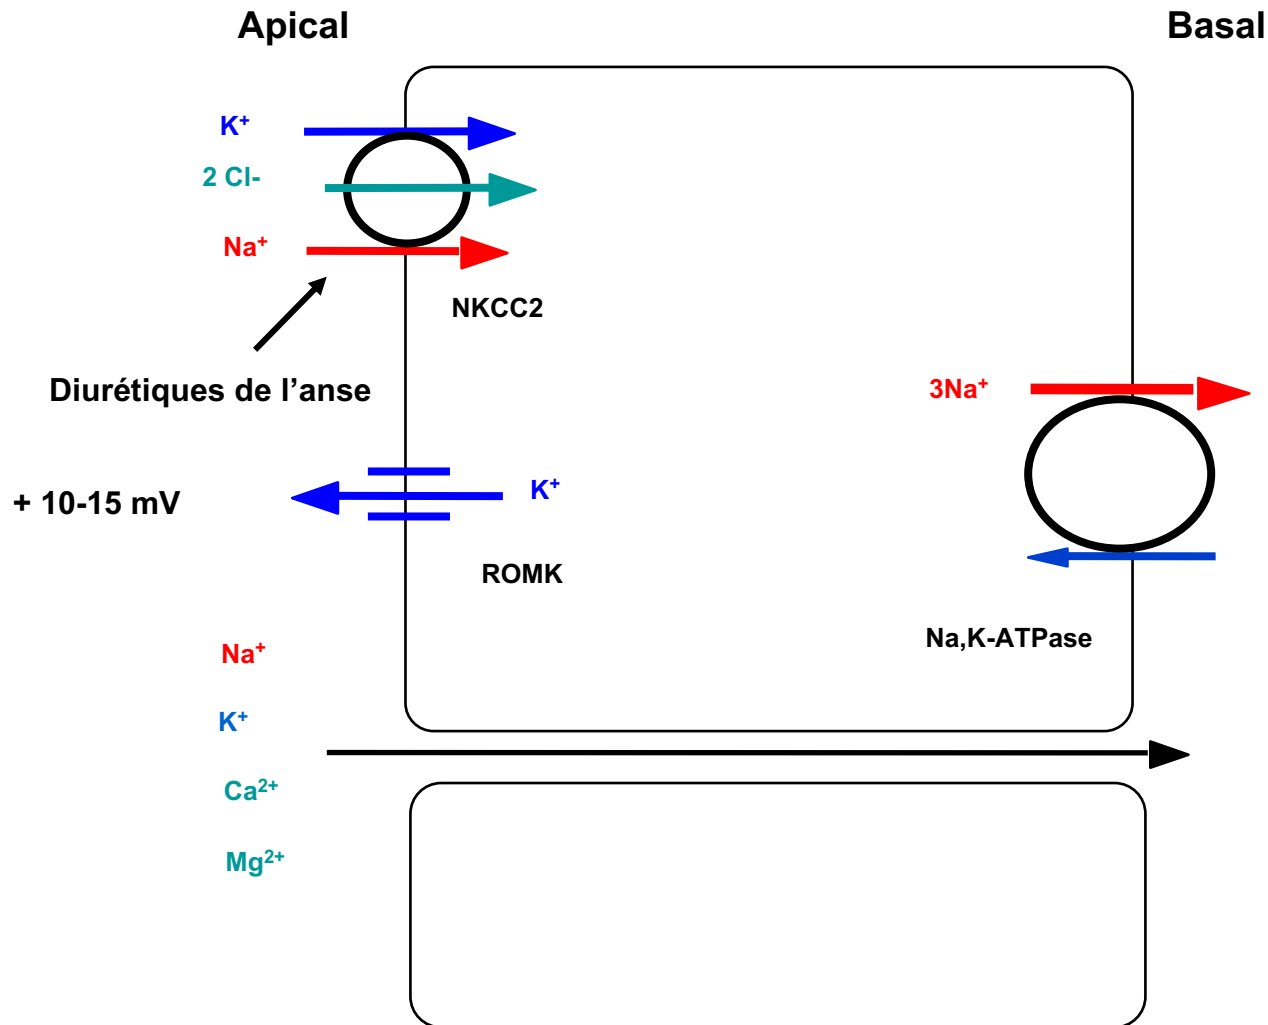 Apical
Basal
K⁺
2 Cl-
Na⁺
NKCC2
Diurétiques de l’anse
3Na⁺
+ 10-15 mV
K⁺
ROMK
Na,K-ATPase
Na⁺
K⁺
Ca²⁺
Mg²⁺